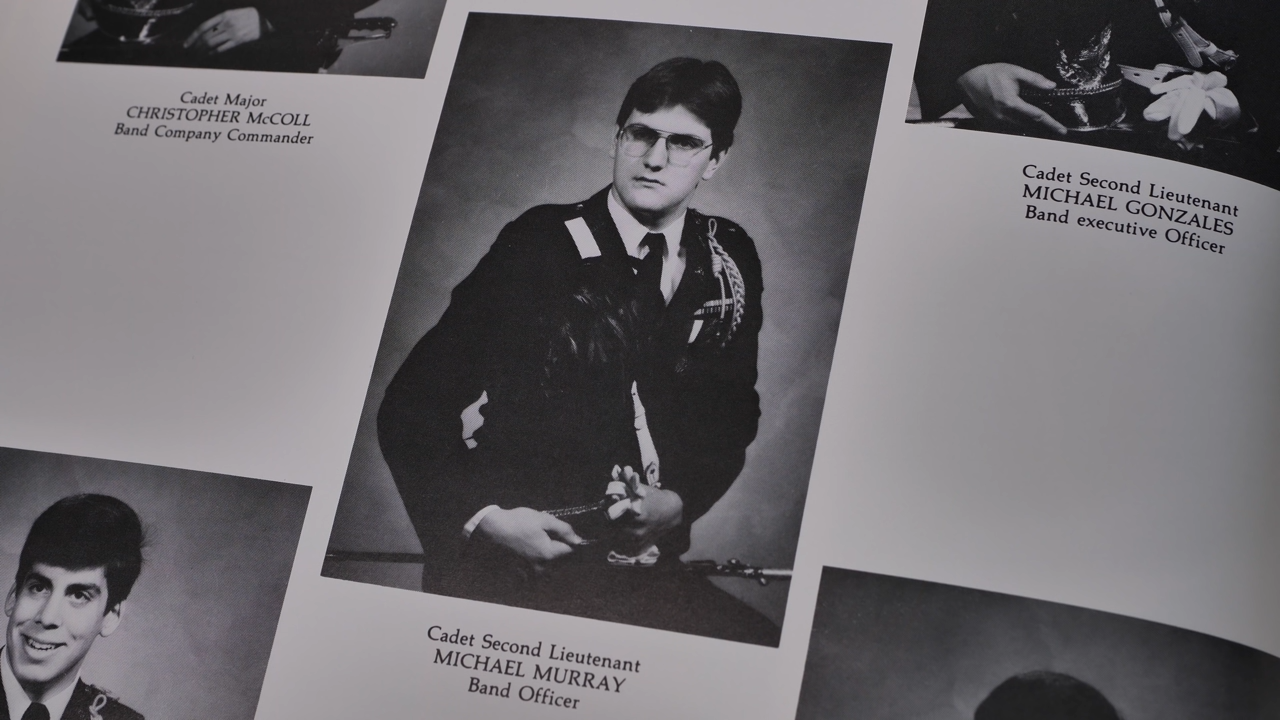 Cadet Major
CHRISTOPHER McCOLL
Band Company Commander
Cadet Second Lieutenant
MICHAEL GONZALES
Band executive Officer
Cadet Second Lieutenant
MICHAEL MURRAY
Band Officer